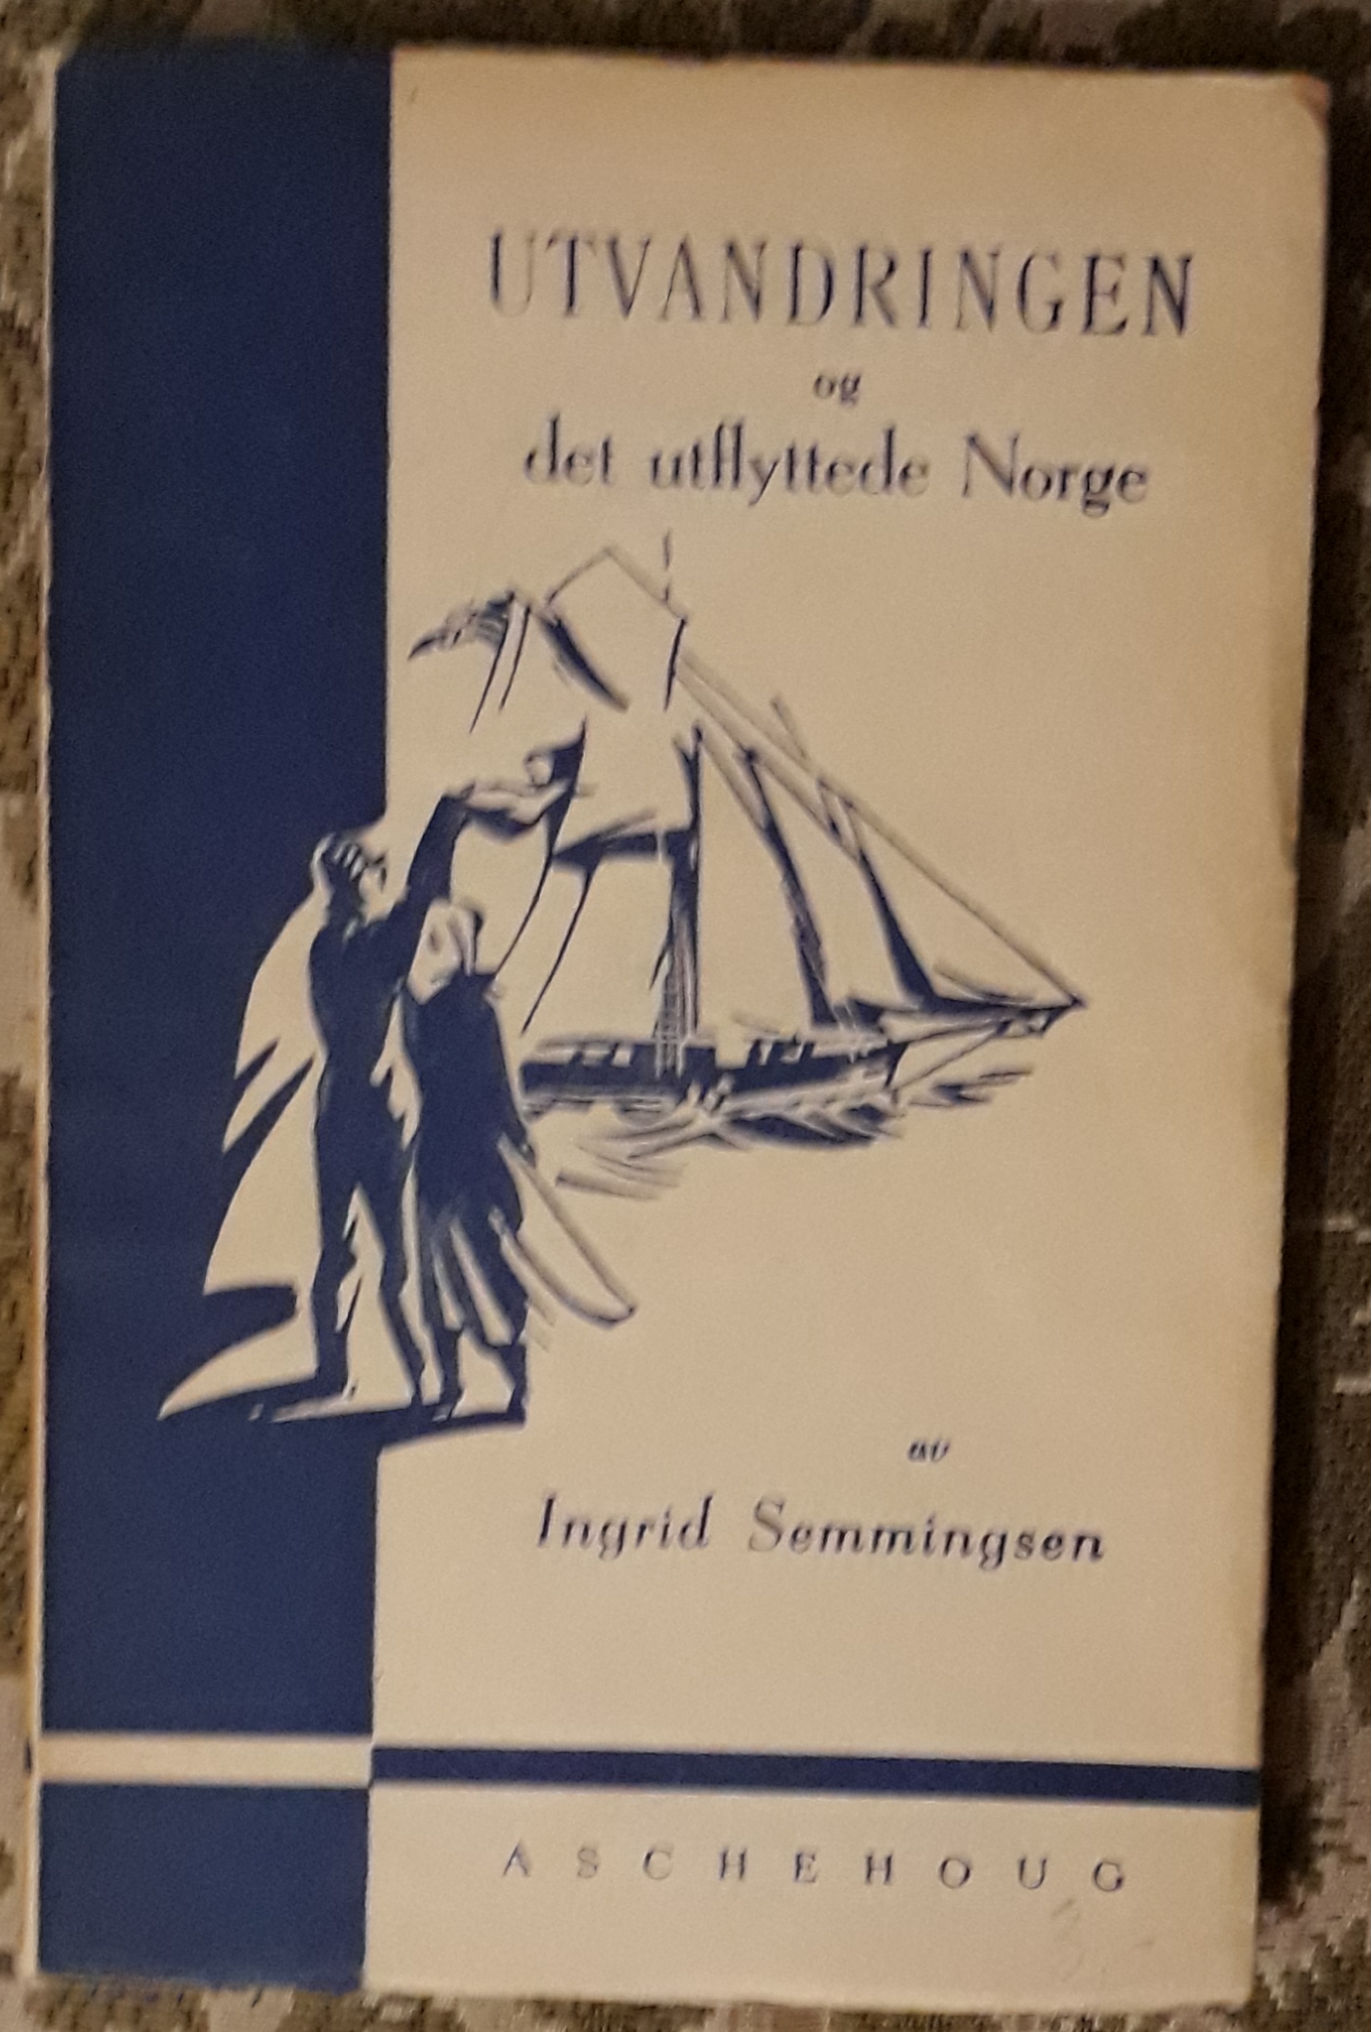 UTVANDRINGEN
og
det utflyttede Norge
av
Ingrid Semmingsen
ASCHEHOUG